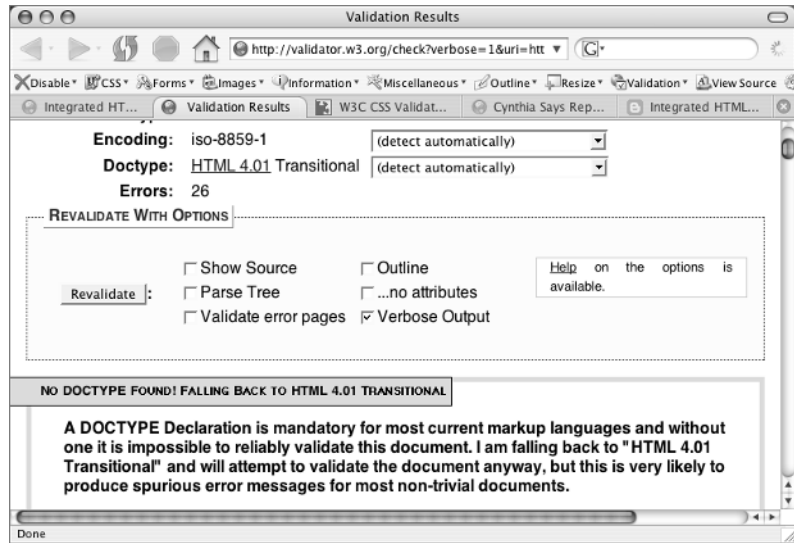 Validation Results
http://validator.w3.org/check?verbose=1&uri=htt
G
Disable CSS Forms Images Information Miscellaneous Outline Resize Validation View Source
Integrated HT... Validation Results W3C CSS Validat... Cynthia Says Rep... Integrated HTML...
Encoding: iso-8859-1 (detect automatically)
Doctype: HTML 4.01 Transitional (detect automatically)
Errors: 26
REVALIDATE WITH OPTIONS
Show Source Outline Help on the options is
Revalidate : Parse Tree ...no attributes available.
Validate error pages Verbose Output
NO DOCTYPE FOUND! FALLING BACK TO HTML 4.01 TRANSITIONAL
A DOCTYPE Declaration is mandatory for most current markup languages and without
one it is impossible to reliably validate this document. I am falling back to "HTML 4.01
Transitional" and will attempt to validate the document anyway, but this is very likely to
produce spurious error messages for most non-trivial documents.
Done